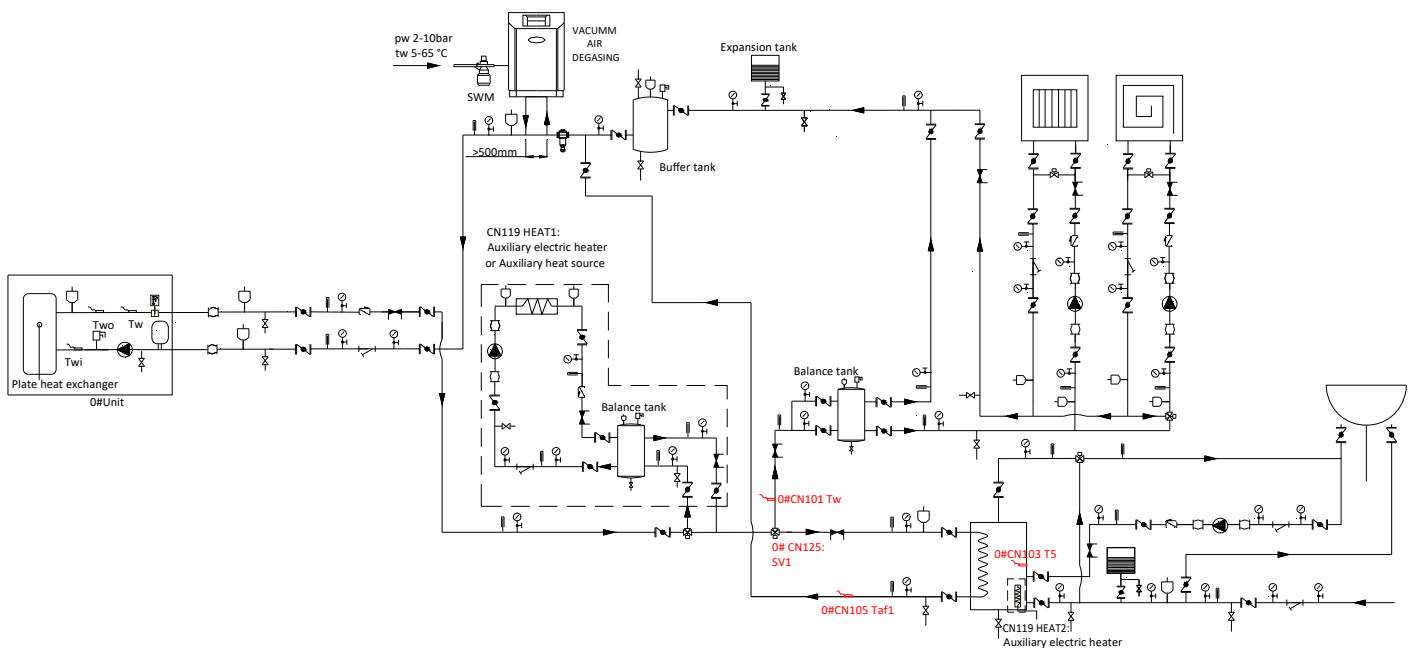 pw 2-10bar
tw 5-65 °C
SWM
VACUMM
AIR
DEGASING
>500mm
Buffer tank
Expansion tank
CN119 HEAT1:
Auxiliary electric heater
or Auxiliary heat source
Balance tank
Two
Tw
Twi
Plate heat exchanger
0#Unit
Balance tank
0#CN101 Tw
0# CN125:
SV1
0#CN103 T5
0#CN105 Taf1
CN119 HEAT2:
Auxiliary electric heater